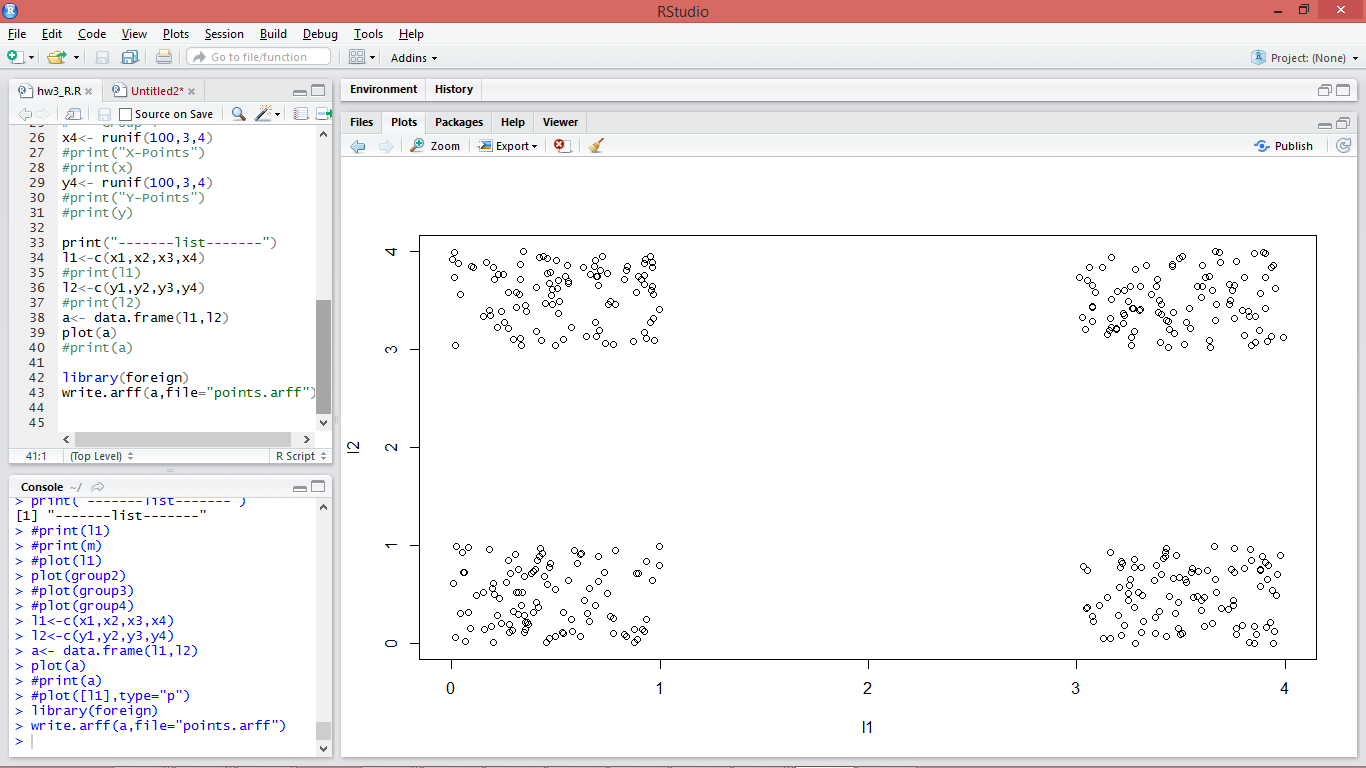 RStudio
File Edit Code View Plots Session Build Debug Tools Help
Go to file/function Addins Project: (None)
hw3_R.R Untitled2*
Source on Save
26 x4<- runif(100,3,4)
27 #print("X-Points")
28 #print(x)
29 y4<- runif(100,3,4)
30 #print("Y-Points")
31 #print(y)
32
33 print("-------list-------")
34 l1<-c(x1,x2,x3,x4)
35 #print(l1)
36 l2<-c(y1,y2,y3,y4)
37 #print(l2)
38 a<- data.frame(l1,l2)
39 plot(a)
40 #print(a)
41
42 library(foreign)
43 write.arff(a,file="points.arff")
44
45
41:1 (Top Level) R Script
Console ~/
> print("-------list-------")
[1] "-------list-------"
> #print(l1)
> #print(m)
> #plot(l1)
> plot(group2)
> #plot(group3)
> #plot(group4)
> l1<-c(x1,x2,x3,x4)
> l2<-c(y1,y2,y3,y4)
> a<- data.frame(l1,l2)
> plot(a)
> #print(a)
> #plot([l1],type="p")
> library(foreign)
> write.arff(a,file="points.arff")
>
Environment History
Files Plots Packages Help Viewer
Zoom Export Publish
4
3
2
1
0
l2
0 1 2 3 4
l1